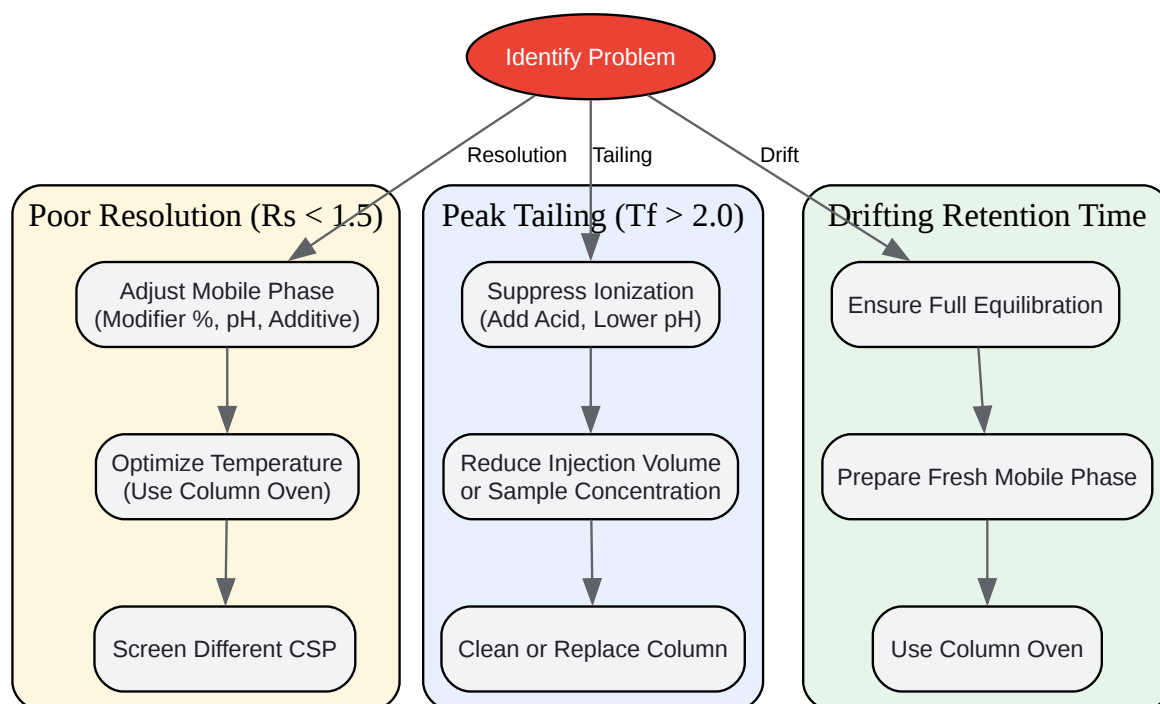 Identify Problem
Resolution
Tailing
Drift
Poor Resolution (Rs < 1.5)
Adjust Mobile Phase
(Modifier %, pH, Additive)
Optimize Temperature
(Use Column Oven)
Screen Different CSP
Peak Tailing (Tf > 2.0)
Suppress Ionization
(Add Acid, Lower pH)
Reduce Injection Volume
or Sample Concentration
Clean or Replace Column
Drifting Retention Time
Ensure Full Equilibration
Prepare Fresh Mobile Phase
Use Column Oven